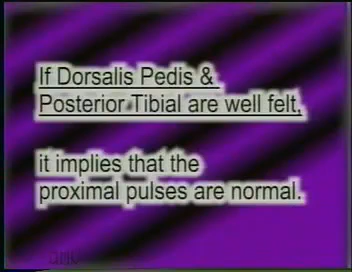 If Dorsalis Pedis &
Posterior Tibial are well felt,
it implies that the
proximal pulses are normal.